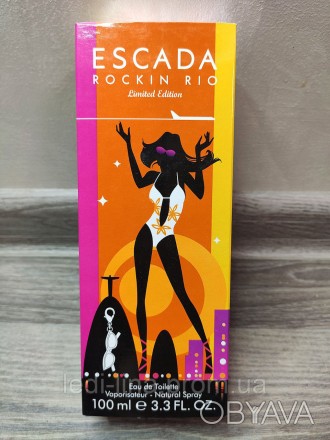 ESCADA
ROCKIN RIO
Limited Edition
Eau de Toilette
Vaporisateur - Natural Spray
100 ml e 3.3 FL. OZ.
OBYAVA